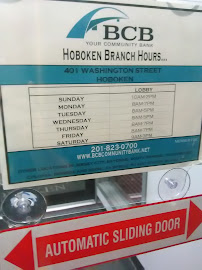 BCB
YOUR COMMUNITY BANK
HOBOKEN BRANCH HOURS...
401 WASHINGTON STREET
HOBOKEN
LOBBY
SUNDAY
MONDAY
TUESDAY
WEDNESDAY
THURSDAY
FRIDAY
SATURDAY
201-823-0700
WWW.BCBCOMMUNITYBANK.NET
AUTOMATIC SLIDING DOOR